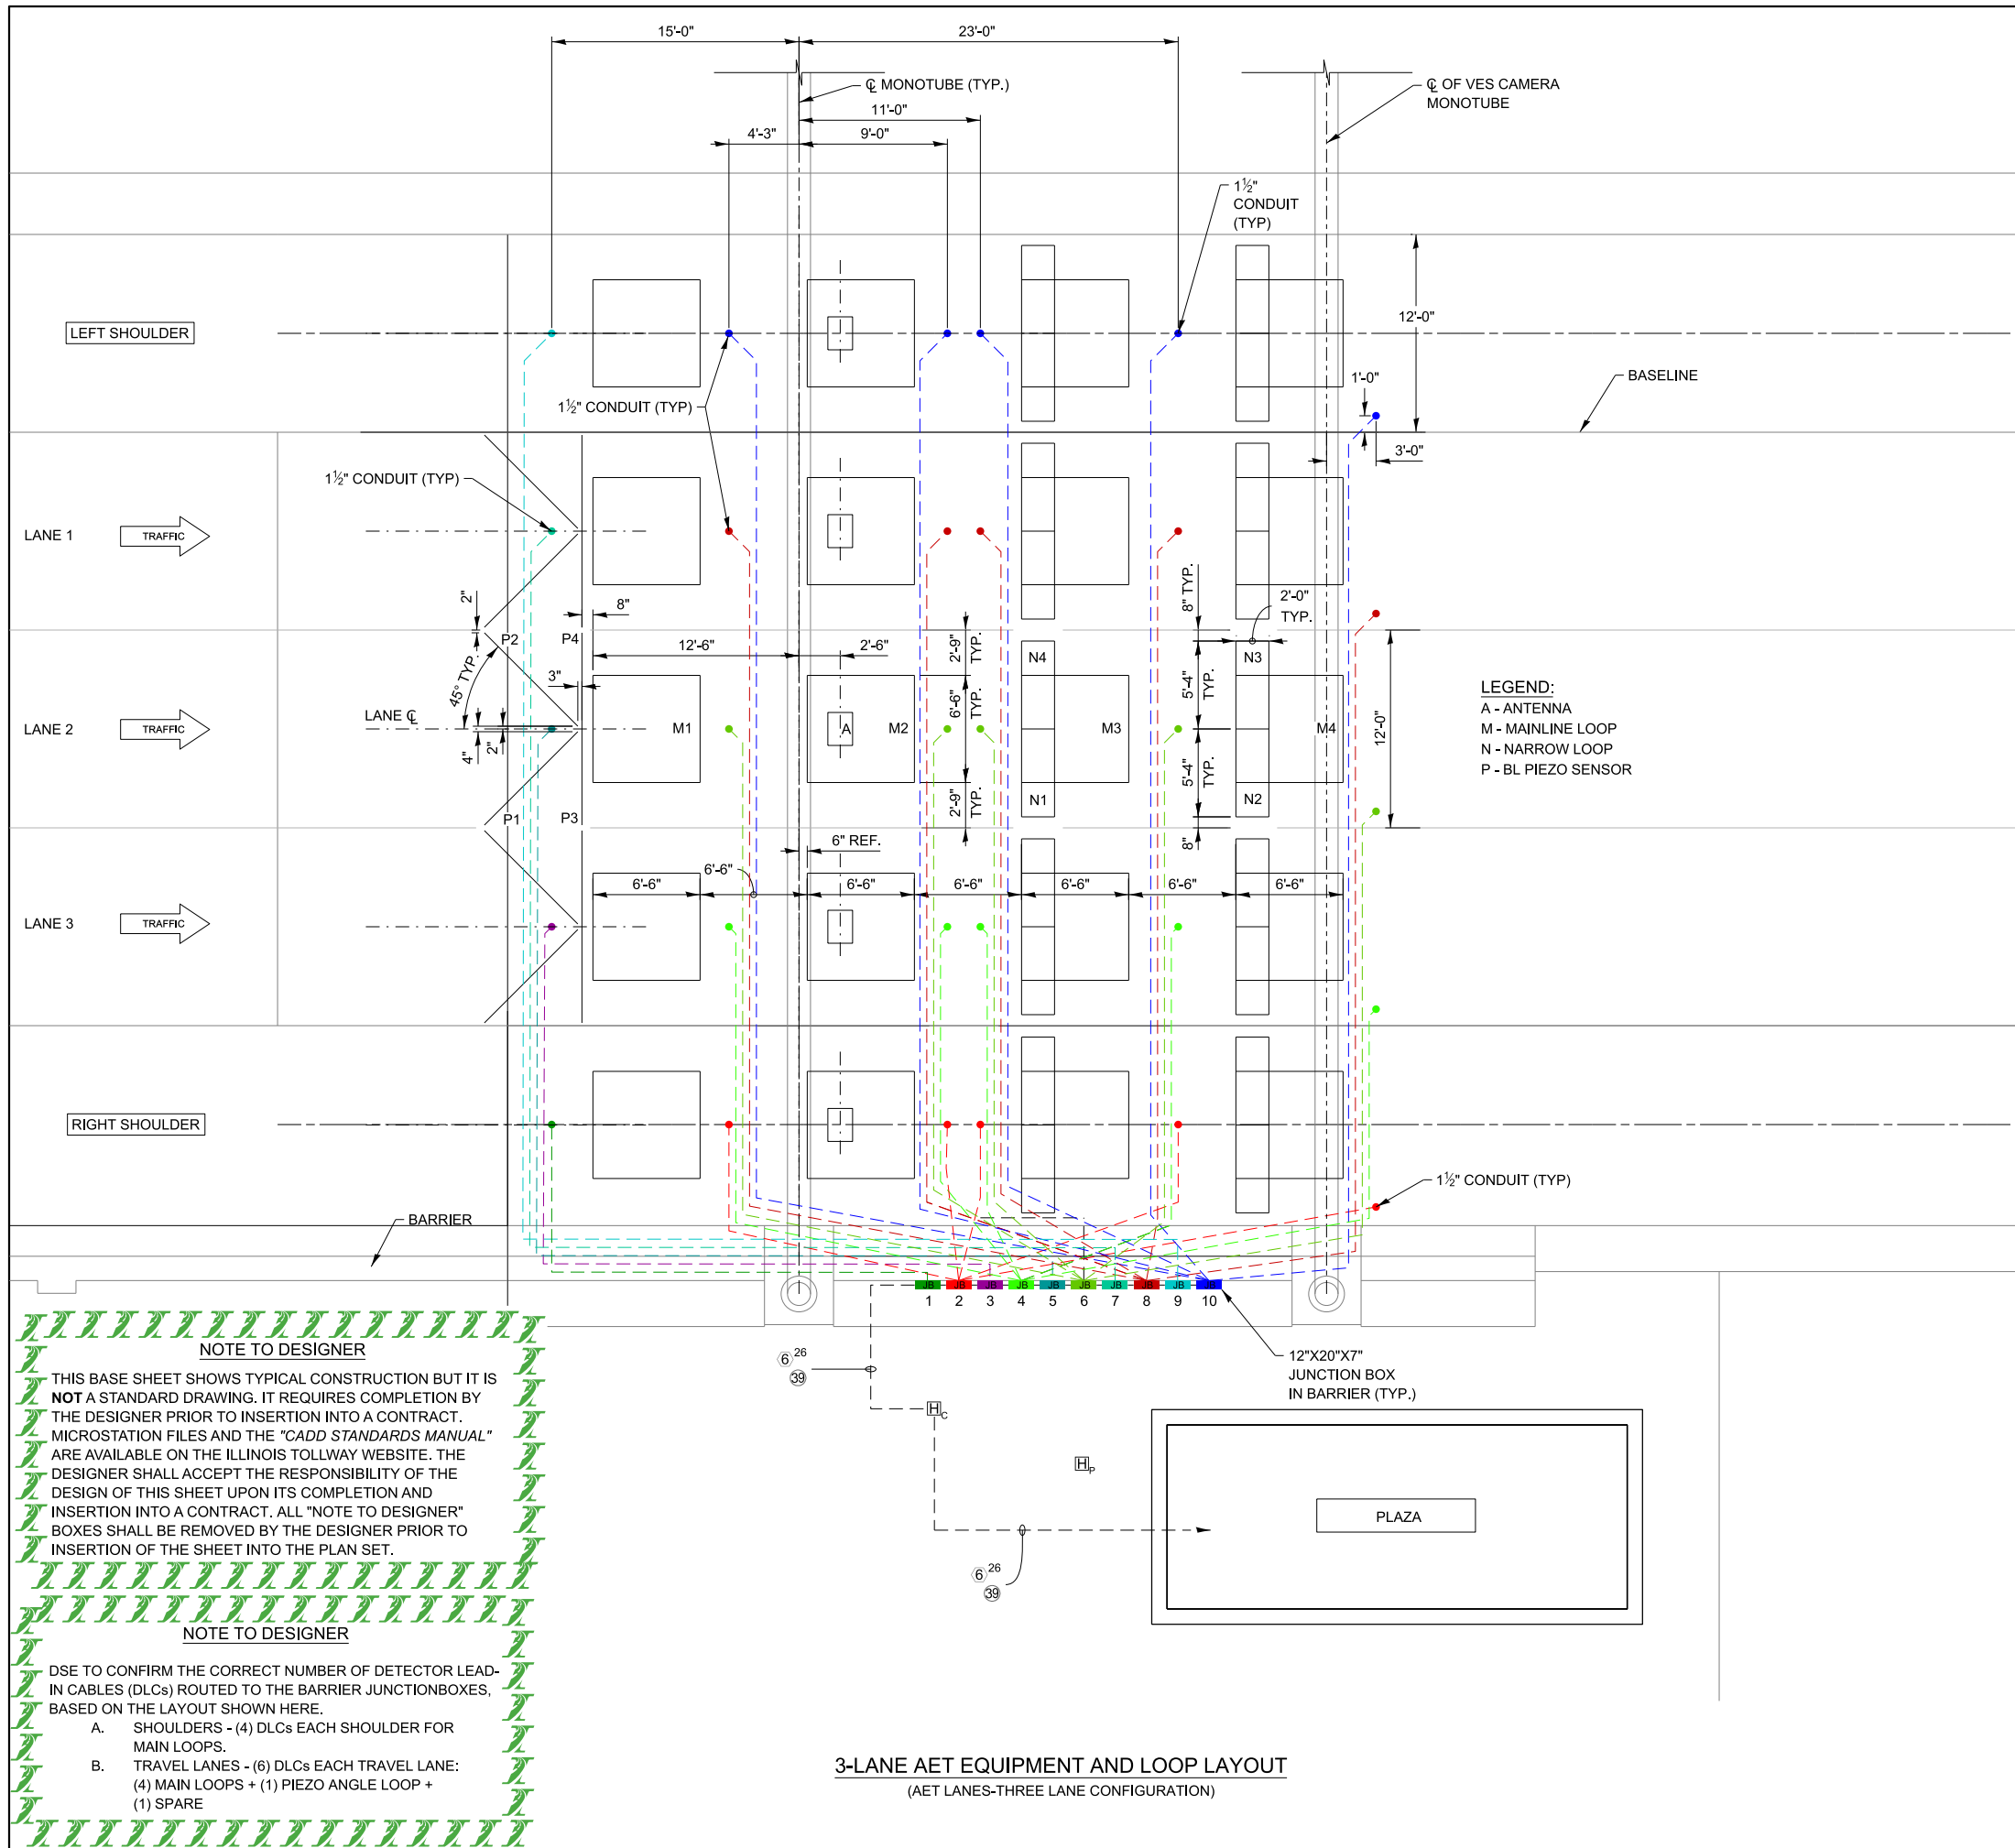 15'-0"
23'-0"
℄ MONOTUBE (TYP.)
℄ OF VES CAMERA
MONOTUBE
11'-0"
4'-3"
9'-0"
1½"
CONDUIT
(TYP)
12'-0"
LEFT SHOULDER
1'-0"
BASELINE
1½" CONDUIT (TYP)
3'-0"
1½" CONDUIT (TYP)
LANE 1
TRAFFIC
2"
8"
8" TYP.
2'-0"
TYP.
P2
P4
12'-6"
2'-6"
2'-9"
TYP.
N4
N3
45° TYP.
3"
5'-4"
TYP.
6'-6"
TYP.
LEGEND:
A - ANTENNA
M - MAINLINE LOOP
N - NARROW LOOP
P - BL PIEZO SENSOR
LANE ℄
LANE 2
TRAFFIC
M1
A
M2
M3
M4
12'-0"
4"
2"
5'-4"
TYP.
2'-9"
TYP.
N1
N2
P1
P3
8"
6" REF.
6'-6"
6'-6"
6'-6"
6'-6"
6'-6"
6'-6"
6'-6"
LANE 3
TRAFFIC
RIGHT SHOULDER
1½" CONDUIT (TYP)
BARRIER
JB JB JB JB JB JB JB JB JB JB
1 2 3 4 5 6 7 8 9 10
12"X20"X7"
JUNCTION BOX
IN BARRIER (TYP.)
6 26
39
H C
H P
6 26
39
PLAZA
NOTE TO DESIGNER
THIS BASE SHEET SHOWS TYPICAL CONSTRUCTION BUT IT IS
NOT A STANDARD DRAWING. IT REQUIRES COMPLETION BY
THE DESIGNER PRIOR TO INSERTION INTO A CONTRACT.
MICROSTATION FILES AND THE "CADD STANDARDS MANUAL"
ARE AVAILABLE ON THE ILLINOIS TOLLWAY WEBSITE. THE
DESIGNER SHALL ACCEPT THE RESPONSIBILITY OF THE
DESIGN OF THIS SHEET UPON ITS COMPLETION AND
INSERTION INTO A CONTRACT. ALL "NOTE TO DESIGNER"
BOXES SHALL BE REMOVED BY THE DESIGNER PRIOR TO
INSERTION OF THE SHEET INTO THE PLAN SET.
NOTE TO DESIGNER
DSE TO CONFIRM THE CORRECT NUMBER OF DETECTOR LEAD-
IN CABLES (DLCs) ROUTED TO THE BARRIER JUNCTIONBOXES,
BASED ON THE LAYOUT SHOWN HERE.
A. SHOULDERS - (4) DLCs EACH SHOULDER FOR
MAIN LOOPS.
B. TRAVEL LANES - (6) DLCs EACH TRAVEL LANE:
(4) MAIN LOOPS + (1) PIEZO ANGLE LOOP +
(1) SPARE
3-LANE AET EQUIPMENT AND LOOP LAYOUT
(AET LANES-THREE LANE CONFIGURATION)